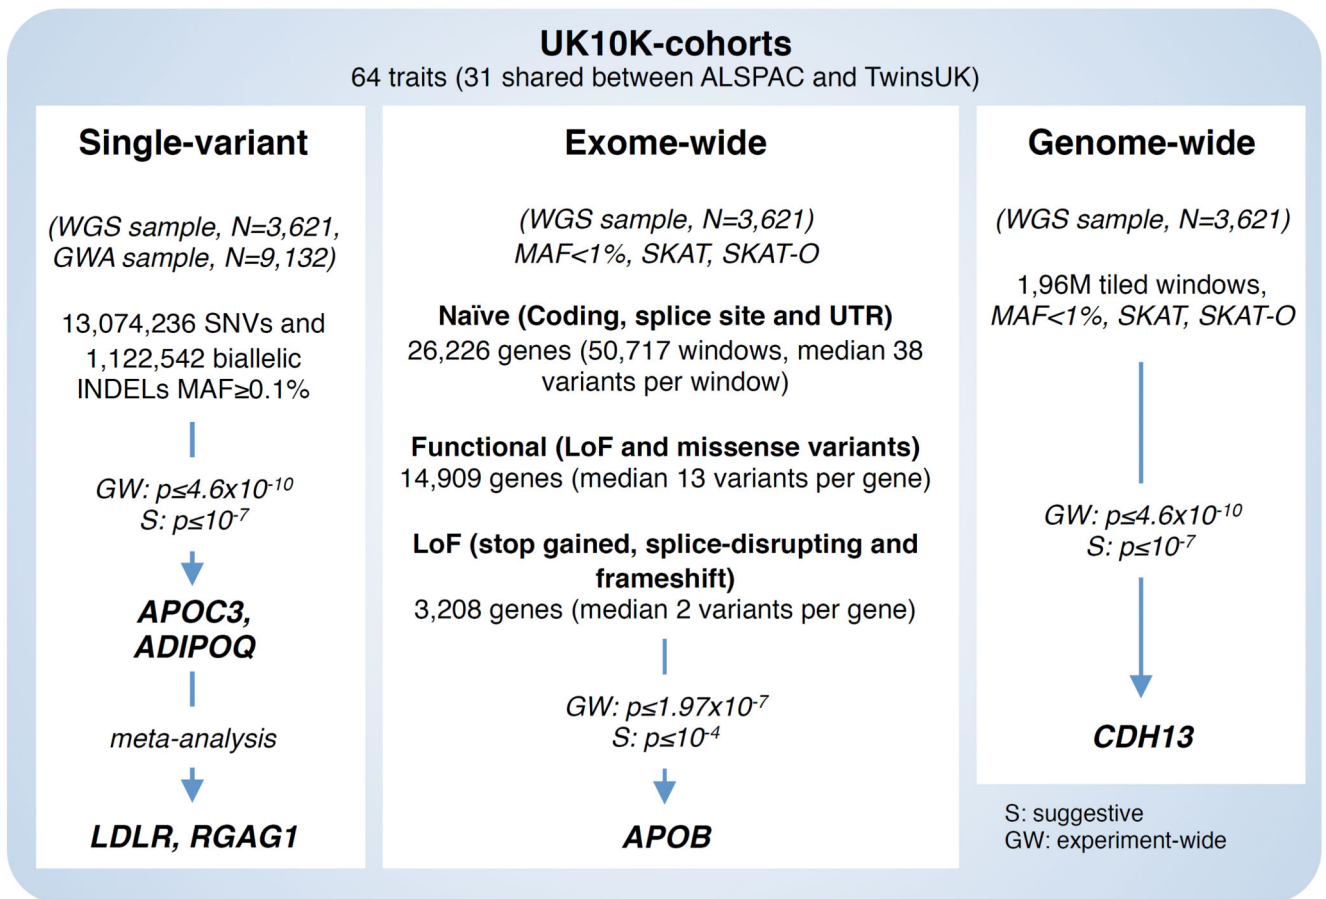 UK10K-cohorts
64 traits (31 shared between ALSPAC and TwinsUK)
Single-variant
(WGS sample, N=3,621,
GWA sample, N=9,132)
13,074,236 SNVs and
1,122,542 biallelic
INDELs MAF≥0.1%
GW: p≤4.6x10⁻¹⁰
S: p≤10⁻⁷
APOC3,
ADIPOQ
meta-analysis
LDLR, RGAG1
Exome-wide
(WGS sample, N=3,621)
MAF<1%, SKAT, SKAT-O
Naïve (Coding, splice site and UTR)
26,226 genes (50,717 windows, median 38
variants per window)
Functional (LoF and missense variants)
14,909 genes (median 13 variants per gene)
LoF (stop gained, splice-disrupting and
frameshift)
3,208 genes (median 2 variants per gene)
GW: p≤1.97x10⁻⁷
S: p≤10⁻⁴
APOB
Genome-wide
(WGS sample, N=3,621)
1,96M tiled windows,
MAF<1%, SKAT, SKAT-O
GW: p≤4.6x10⁻¹⁰
S: p≤10⁻⁷
CDH13
S: suggestive
GW: experiment-wide